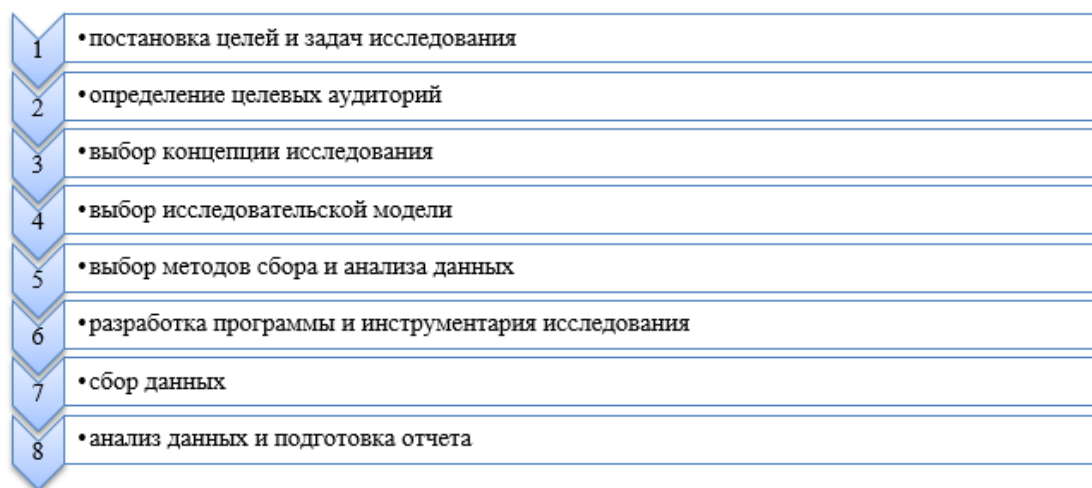 1 •постановка целей и задач исследования
2 •определение целевых аудиторий
3 •выбор концепции исследования
4 •выбор исследовательской модели
5 •выбор методов сбора и анализа данных
6 •разработка программы и инструментария исследования
7 •сбор данных
8 •анализ данных и подготовка отчета